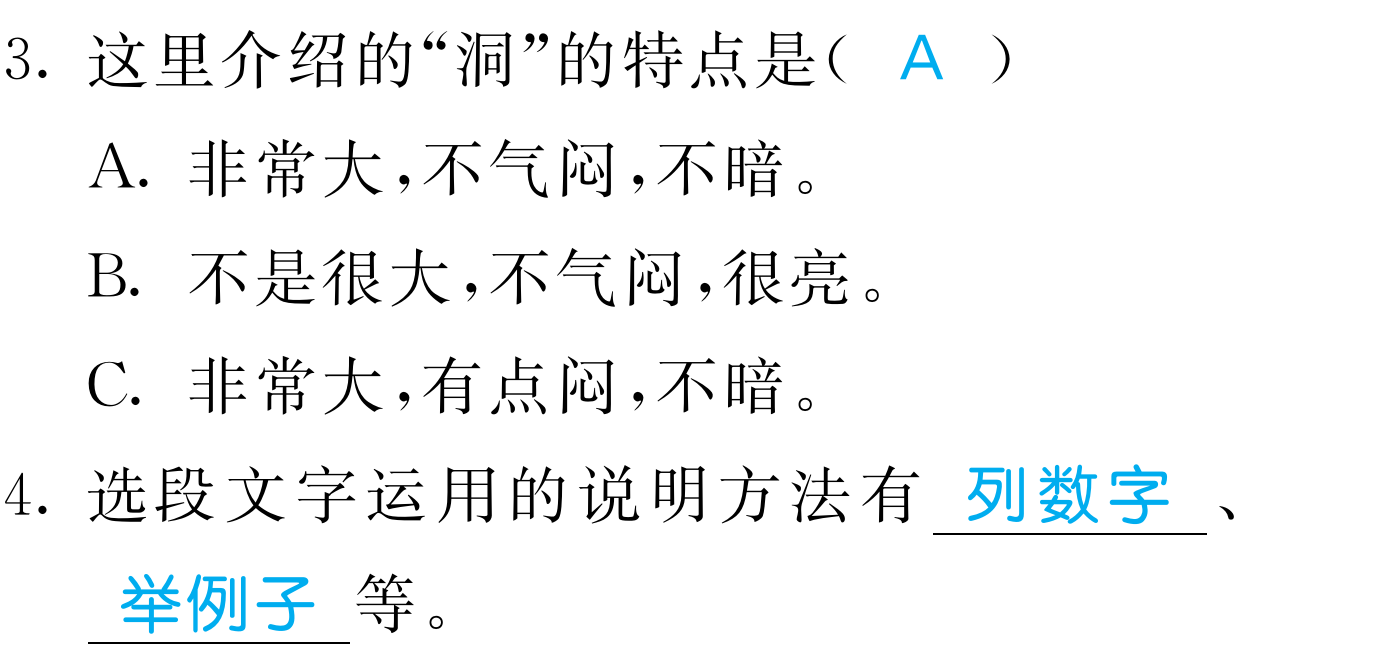 3. 这里介绍的“洞”的特点是( A )
A. 非常大,不气闷,不暗。
B. 不是很大,不气闷,很亮。
C. 非常大,有点闷,不暗。
4. 选段文字运用的说明方法有 列数字 、
举例子 等。